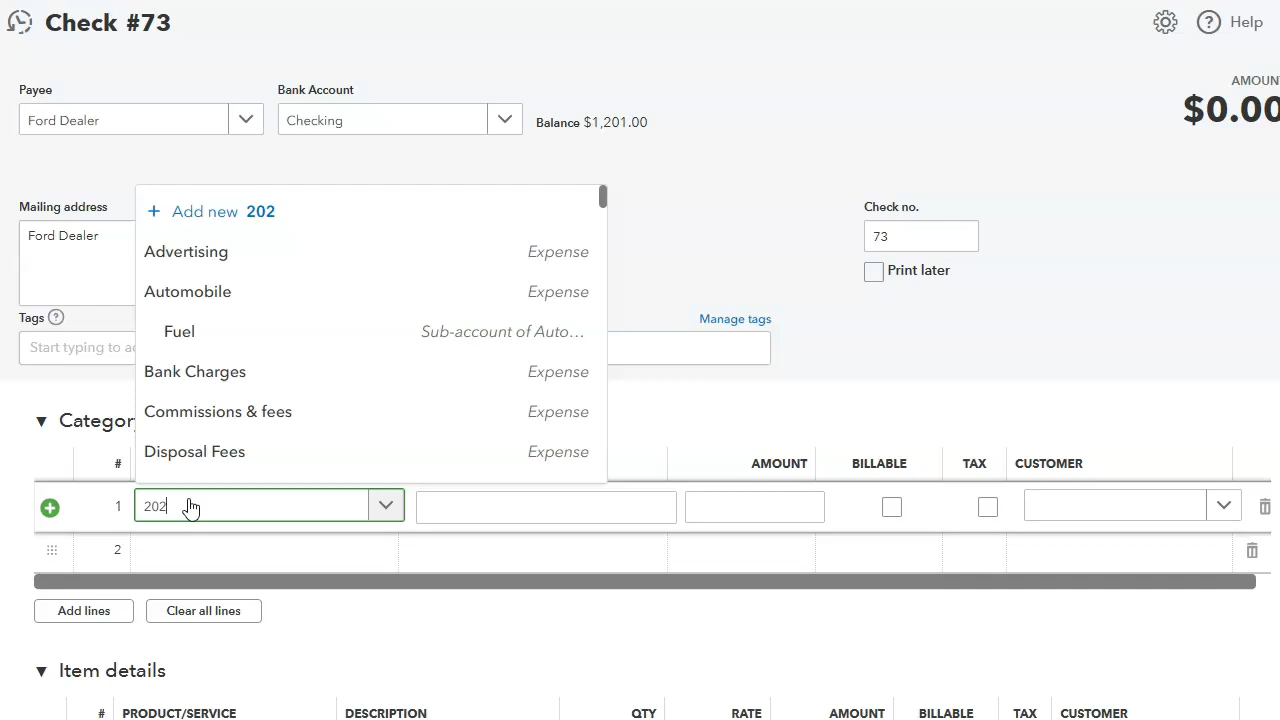 Check #73
Help
Payee
Bank Account
AMOUN
Ford Dealer
Checking
Balance $1,201.00
$0.00
Mailing address
Check no.
Ford Dealer
73
Print later
Tags ?
Manage tags
Start typing to ad
+ Add new 202
Advertising Expense
Automobile Expense
Fuel Sub-account of Auto…
Bank Charges Expense
Commissions & fees Expense
Disposal Fees Expense
▼ Category
# AMOUNT BILLABLE TAX CUSTOMER
1 202
2
Add lines Clear all lines
▼ Item details
# PRODUCT/SERVICE DESCRIPTION QTY RATE AMOUNT BILLABLE TAX CUSTOMER